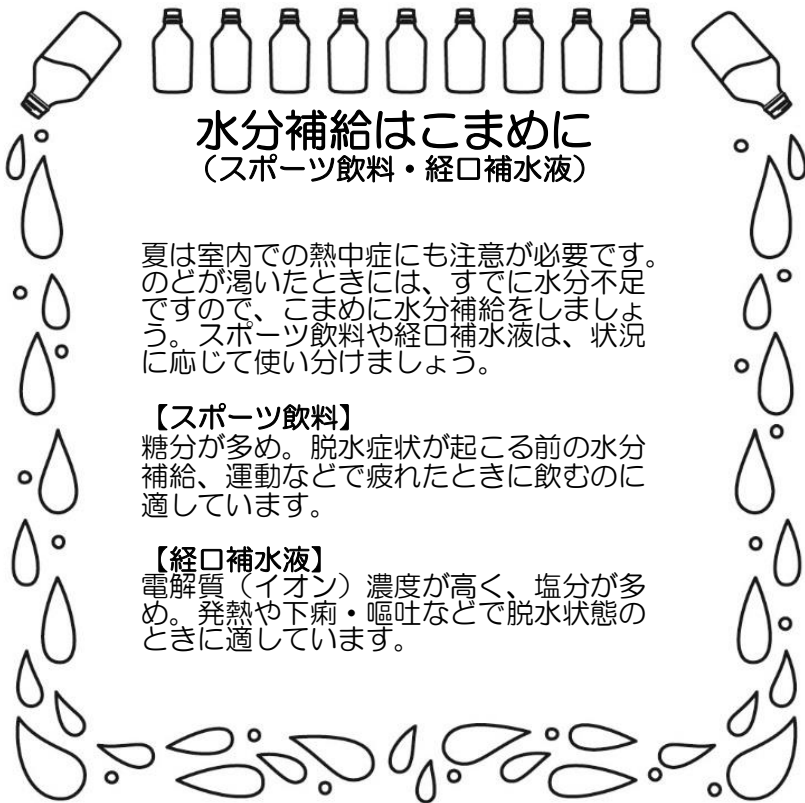 水分補給はこまめに
（スポーツ飲料・経口補水液）
夏は室内での熱中症にも注意が必要です。
のどが渇いたときには、すでに水分不足
ですので、こまめに水分補給をしましょ
う。スポーツ飲料や経口補水液は、状況
に応じて使い分けましょう。
【スポーツ飲料】
糖分が多め。脱水症状が起こる前の水分
補給、運動などで疲れたときに飲むのに
適しています。
【経口補水液】
電解質（イオン）濃度が高く、塩分が多
め。発熱や下痢・嘔吐などで脱水状態の
ときに適しています。